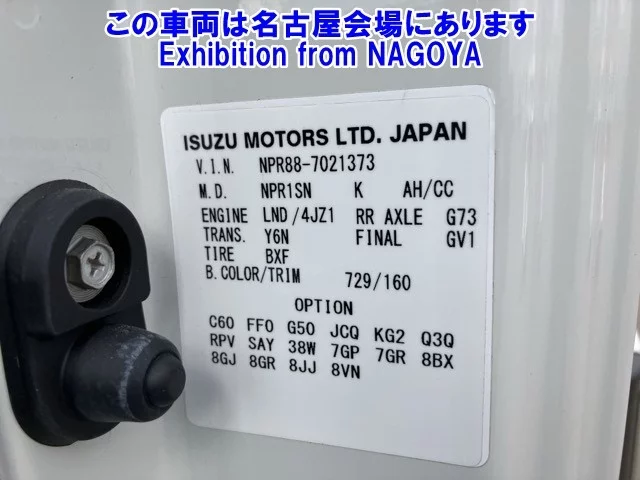 この車両は名古屋会場にあります
Exhibition from NAGOYA
ISUZU MOTORS LTD. JAPAN
V.I.N. NPR88-7021373
M.D. NPR1SN K AH/CC
ENGINE LND/4JZ1 RR AXLE G73
TRANS. Y6N FINAL GV1
TIRE BXF
B.COLOR/TRIM 729/160
OPTION
C60 FF0 G50 JCQ KG2 Q3Q
RPV SAY 38W 7GP 7GR 8BX
8GJ 8GR 8JJ 8VN